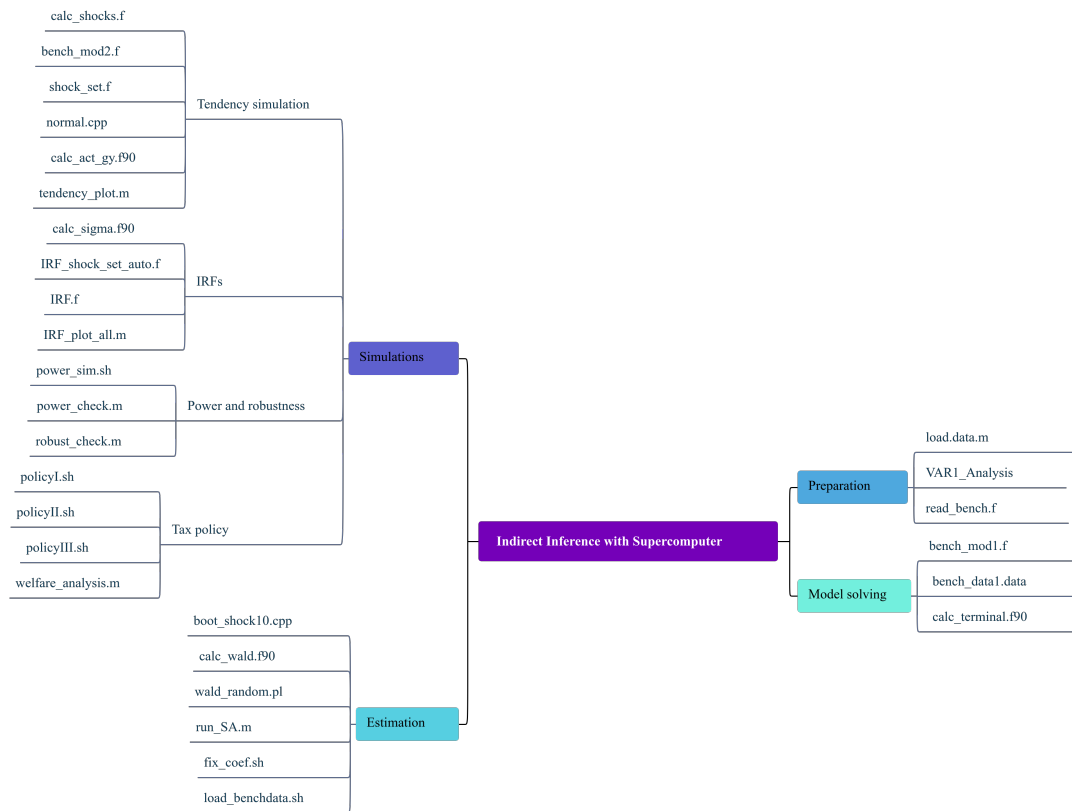 calc_shocks.f
bench_mod2.f
shock_set.f
normal.cpp
calc_act_gy.f90
tendency_plot.m
Tendency simulation
calc_sigma.f90
IRF_shock_set_auto.f
IRF.f
IRF_plot_all.m
IRFs
power_sim.sh
power_check.m
robust_check.m
Power and robustness
policyI.sh
policyII.sh
policyIII.sh
welfare_analysis.m
Tax policy
Simulations
boot_shock10.cpp
calc_wald.f90
wald_random.pl
run_SA.m
fix_coef.sh
load_benchdata.sh
Estimation
Indirect Inference with Supercomputer
Preparation
load.data.m
VAR1_Analysis
read_bench.f
Model solving
bench_mod1.f
bench_data1.data
calc_terminal.f90